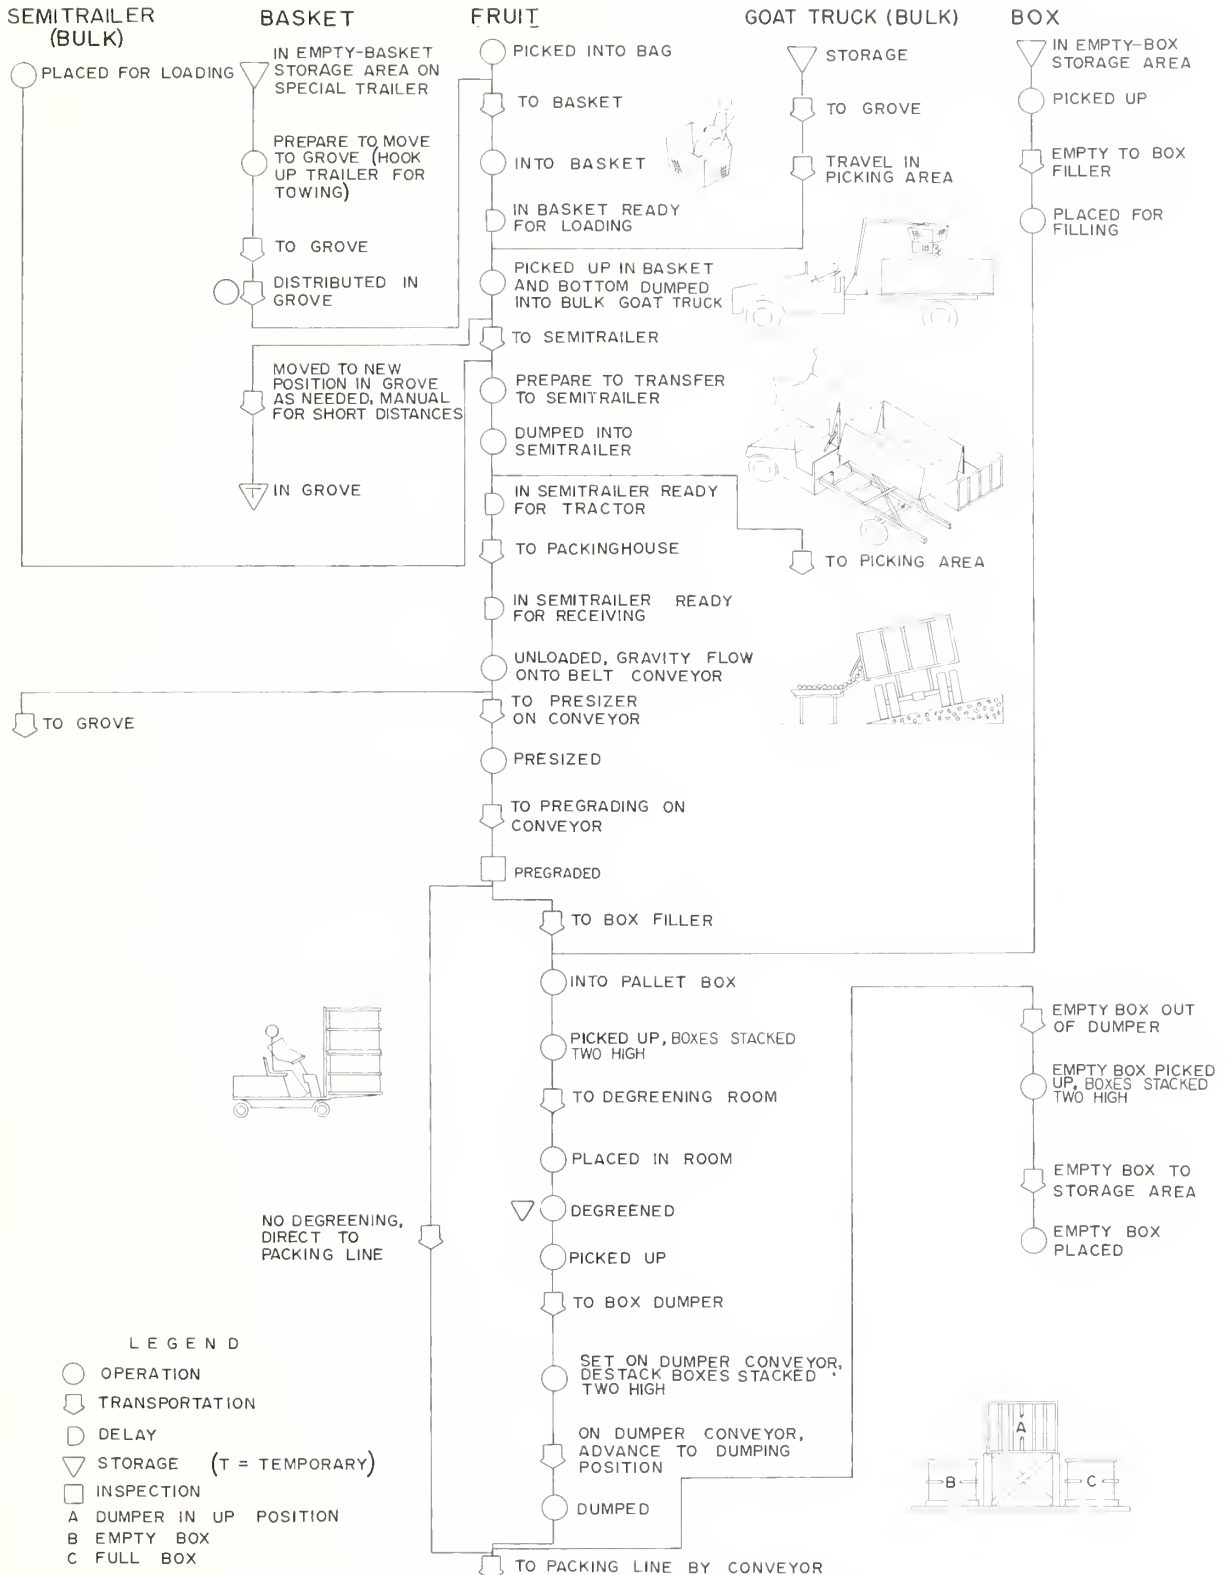 SEMITRAILER
(BULK)
BASKET
FRUIT
GOAT TRUCK (BULK)
BOX
PLACED FOR LOADING
IN EMPTY-BASKET
STORAGE AREA ON
SPECIAL TRAILER
PREPARE TO MOVE
TO GROVE (HOOK
UP TRAILER FOR
TOWING)
TO GROVE
DISTRIBUTED IN
GROVE
MOVED TO NEW
POSITION IN GROVE
AS NEEDED, MANUAL
FOR SHORT DISTANCES
T
IN GROVE
TO GROVE
PICKED INTO BAG
TO BASKET
INTO BASKET
IN BASKET READY
FOR LOADING
PICKED UP IN BASKET
AND BOTTOM DUMPED
INTO BULK GOAT TRUCK
TO SEMITRAILER
PREPARE TO TRANSFER
TO SEMITRAILER
DUMPED INTO
SEMITRAILER
IN SEMITRAILER READY
FOR TRACTOR
TO PACKINGHOUSE
IN SEMITRAILER READY
FOR RECEIVING
UNLOADED, GRAVITY FLOW
ONTO BELT CONVEYOR
TO PRESIZER
ON CONVEYOR
PRESIZED
TO PREGRADING ON
CONVEYOR
PREGRADED
STORAGE
TO GROVE
TRAVEL IN
PICKING AREA
TO PICKING AREA
IN EMPTY-BOX
STORAGE AREA
PICKED UP
EMPTY TO BOX
FILLER
PLACED FOR
FILLING
TO BOX FILLER
INTO PALLET BOX
PICKED UP, BOXES STACKED
TWO HIGH
TO DEGREENING ROOM
PLACED IN ROOM
DEGREENED
PICKED UP
TO BOX DUMPER
SET ON DUMPER CONVEYOR,
DESTACK BOXES STACKED
TWO HIGH
ON DUMPER CONVEYOR,
ADVANCE TO DUMPING
POSITION
DUMPED
TO PACKING LINE BY CONVEYOR
NO DEGREENING,
DIRECT TO
PACKING LINE
EMPTY BOX OUT
OF DUMPER
EMPTY BOX PICKED
UP, BOXES STACKED
TWO HIGH
EMPTY BOX TO
STORAGE AREA
EMPTY BOX
PLACED
A
B
C
LEGEND
OPERATION
TRANSPORTATION
DELAY
STORAGE (T = TEMPORARY)
INSPECTION
A DUMPER IN UP POSITION
B EMPTY BOX
C FULL BOX